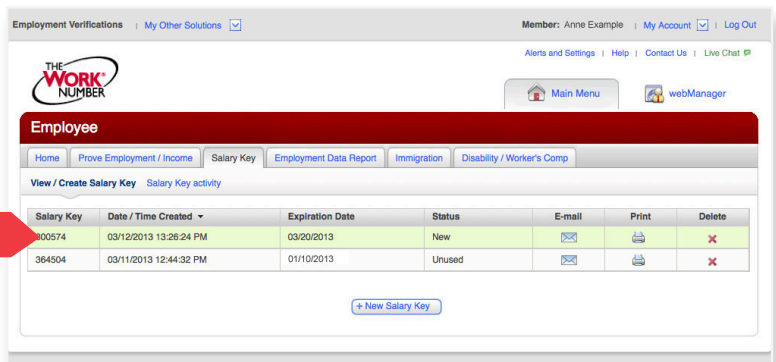 Employment Verifications | My Other Solutions Member: Anne Example | My Account | Log Out
Alerts and Settings | Help | Contact Us | Live Chat
THE
WORK®
NUMBER
Main Menu webManager
Employee
Home Prove Employment / Income Salary Key Employment Data Report Immigration Disability / Worker's Comp
View / Create Salary Key Salary Key activity
Salary Key Date / Time Created Expiration Date Status E-mail Print Delete
00574 03/12/2013 13:26:24 PM 03/20/2013 New
364504 03/11/2013 12:44:32 PM 01/10/2013 Unused
+ New Salary Key